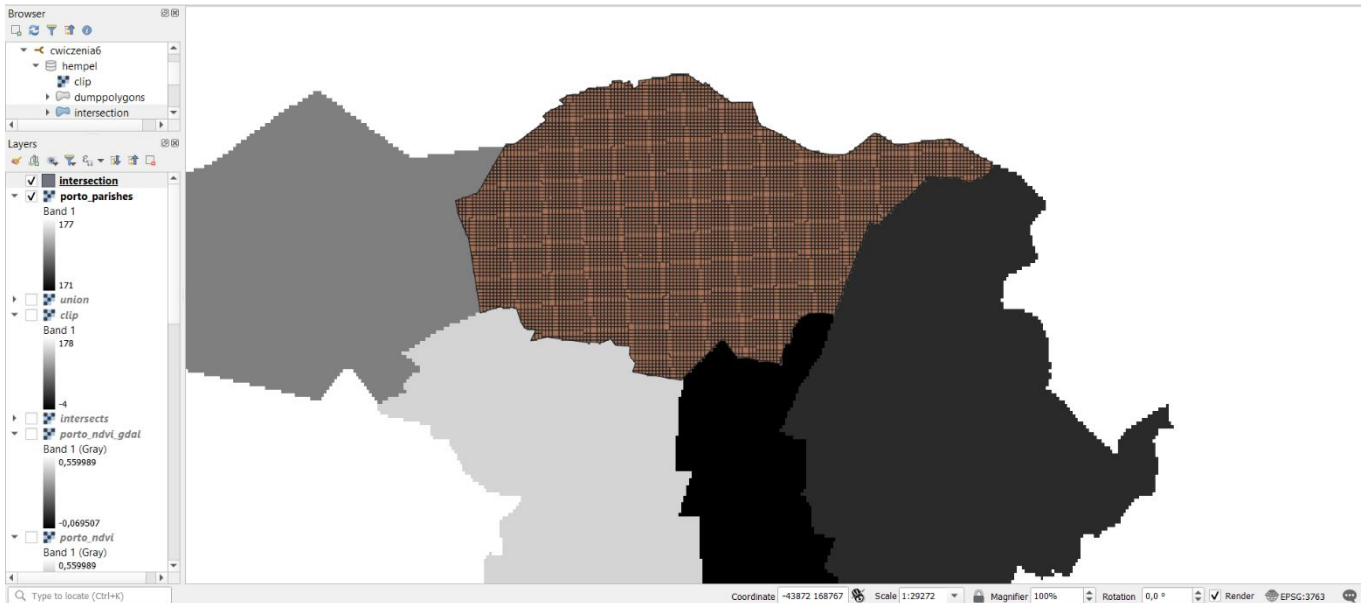 Browser
cwiczenia6
hempel
clip
dumppolygons
intersection
Layers
intersection
porto_parishes
Band 1
177
171
union
clip
Band 1
178
-4
intersects
porto_ndvi_gdal
Band 1 (Gray)
0,559989
-0,069507
porto_ndvi
Band 1 (Gray)
0,559989
Type to locate (Ctrl+K)
Coordinate -43872 168767 Scale 1:29272 Magnifier 100% Rotation 0,0 ° Render EPSG:3763